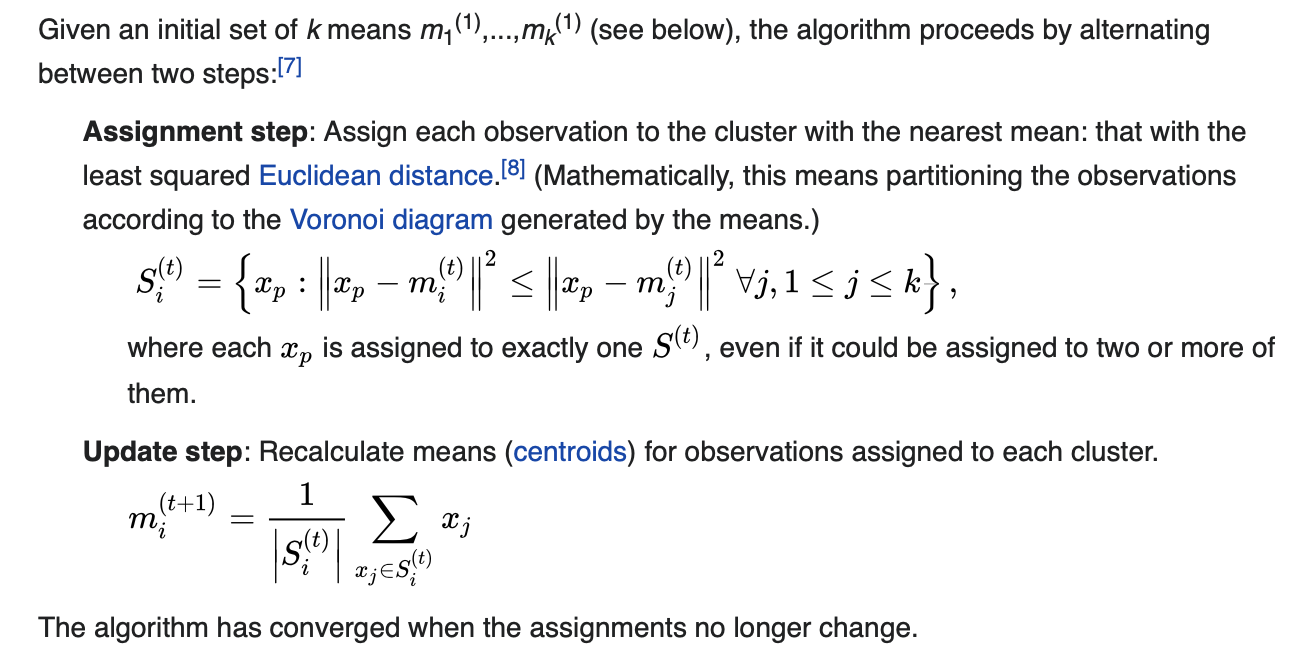 Given an initial set of k means m₁⁽¹⁾,...,mₖ⁽¹⁾ (see below), the algorithm proceeds by alternating
between two steps:[7]
Assignment step: Assign each observation to the cluster with the nearest mean: that with the
least squared Euclidean distance.[8] (Mathematically, this means partitioning the observations
according to the Voronoi diagram generated by the means.)
S_i^{(t)} = { x_p : ‖x_p − m_i^{(t)}‖² ≤ ‖x_p − m_j^{(t)}‖² ∀j, 1 ≤ j ≤ k },
where each x_p is assigned to exactly one S^{(t)}, even if it could be assigned to two or more of
them.
Update step: Recalculate means (centroids) for observations assigned to each cluster.
m_i^{(t+1)} = \frac{1}{|S_i^{(t)}|} \sum_{x_j ∈ S_i^{(t)}} x_j
The algorithm has converged when the assignments no longer change.